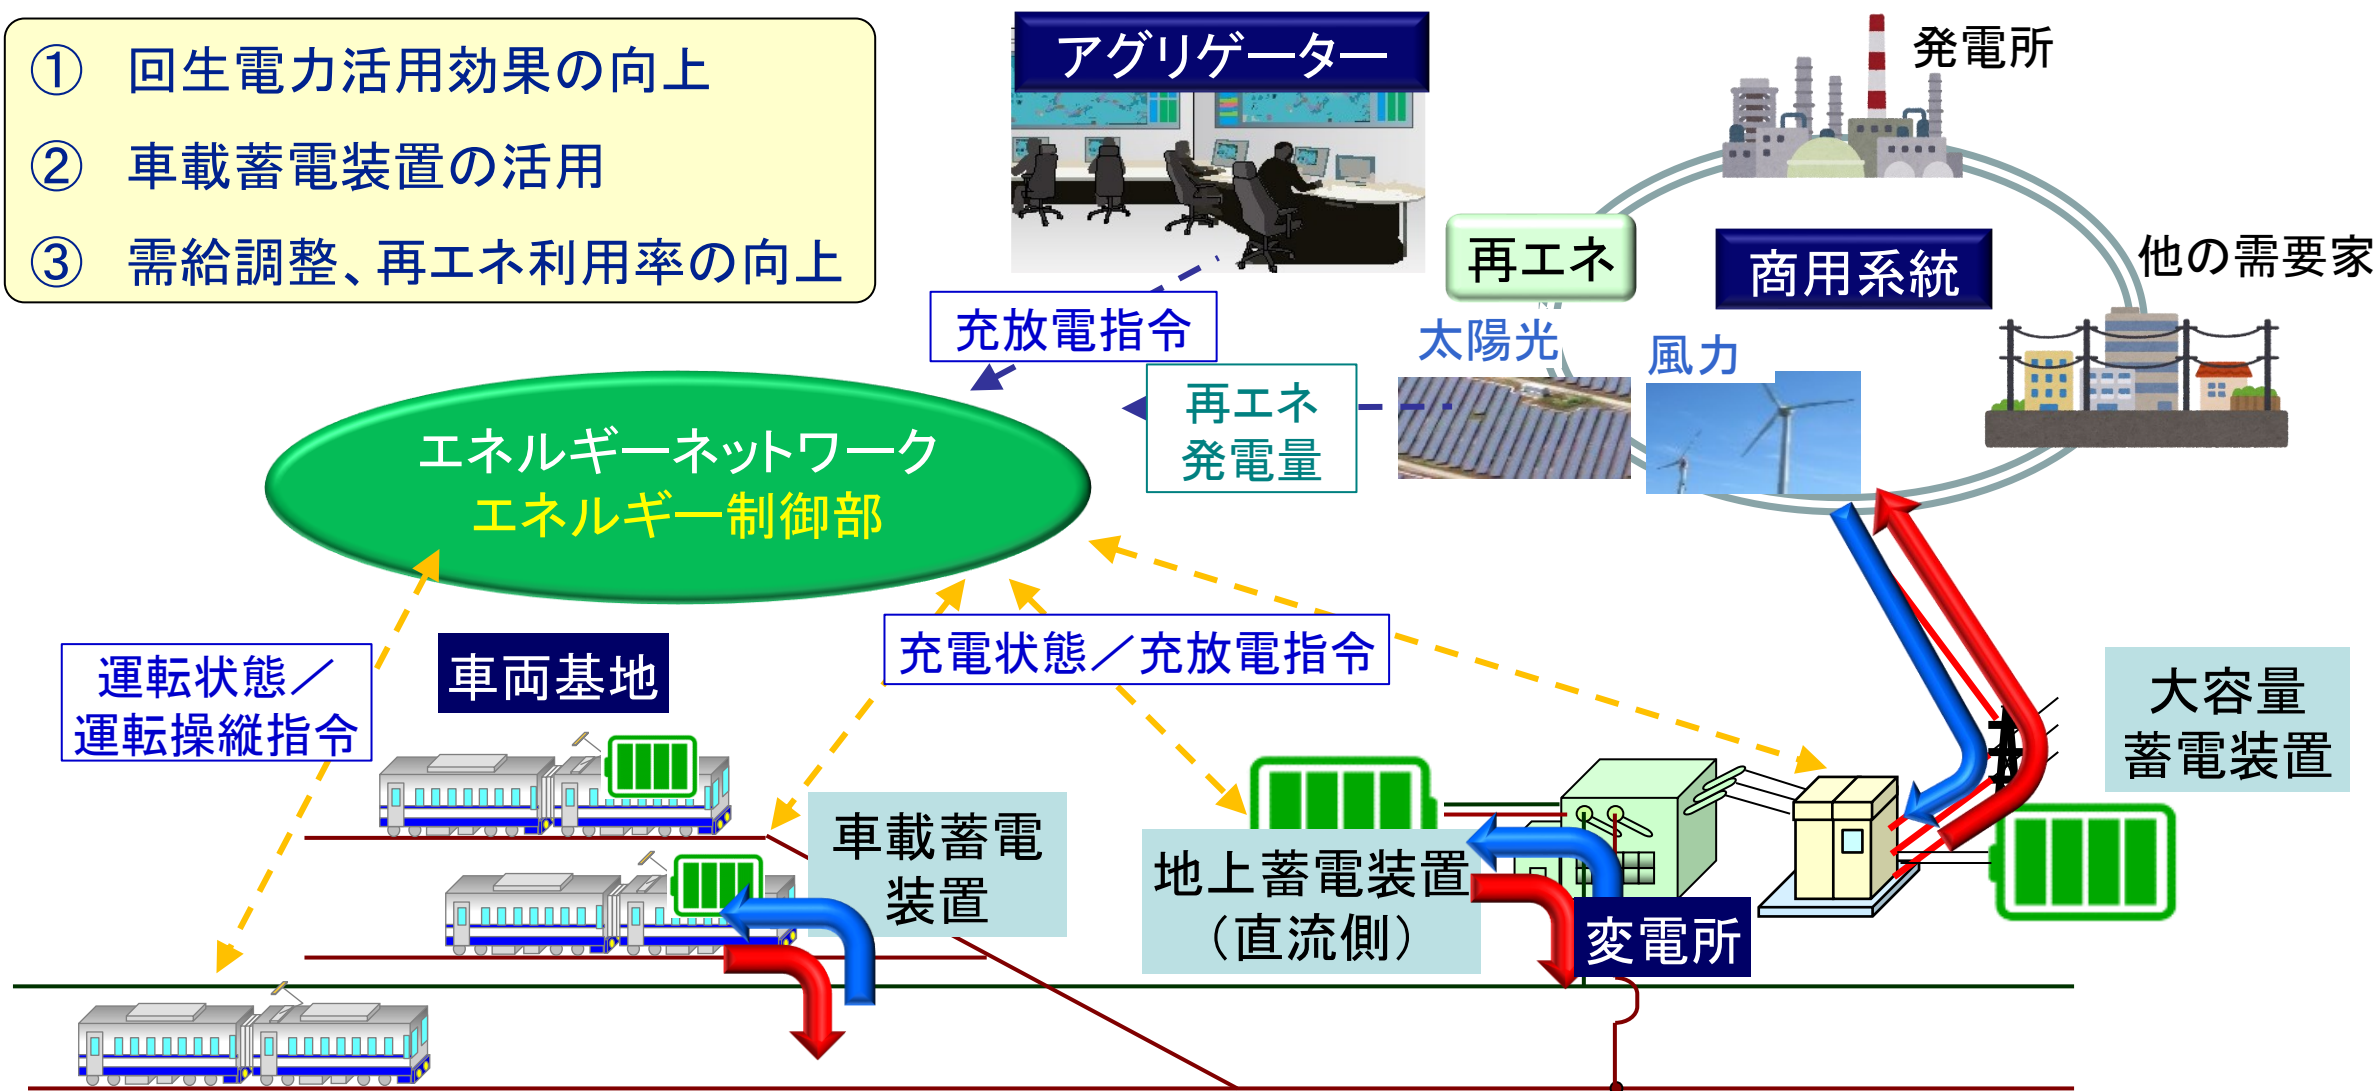 ① 回生電力活用効果の向上
② 車載蓄電装置の活用
③ 需給調整、再エネ利用率の向上
アグリゲーター
発電所
再エネ
商用系統
他の需要家
充放電指令
太陽光
風力
再エネ
発電量
エネルギーネットワーク
エネルギー制御部
充電状態／充放電指令
運転状態／
運転操縦指令
車両基地
大容量
蓄電装置
車載蓄電
装置
地上蓄電装置
（直流側）
変電所